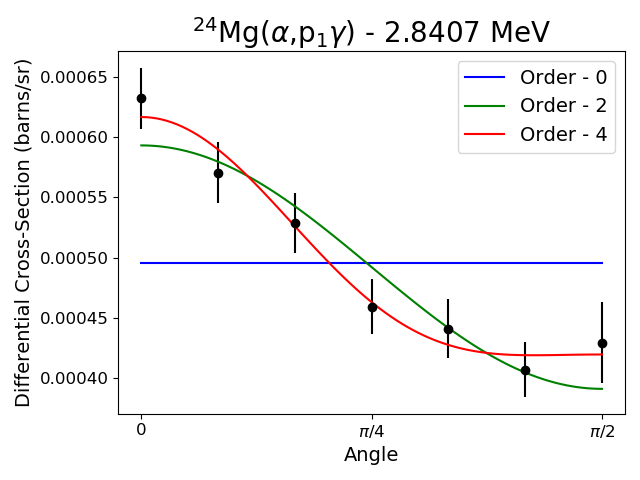 ²⁴Mg(α,p₁γ) - 2.8407 MeV
Differential Cross-Section (barns/sr)
0.00065
0.00060
0.00055
0.00050
0.00045
0.00040
Order - 0
Order - 2
Order - 4
0
π/4
π/2
Angle